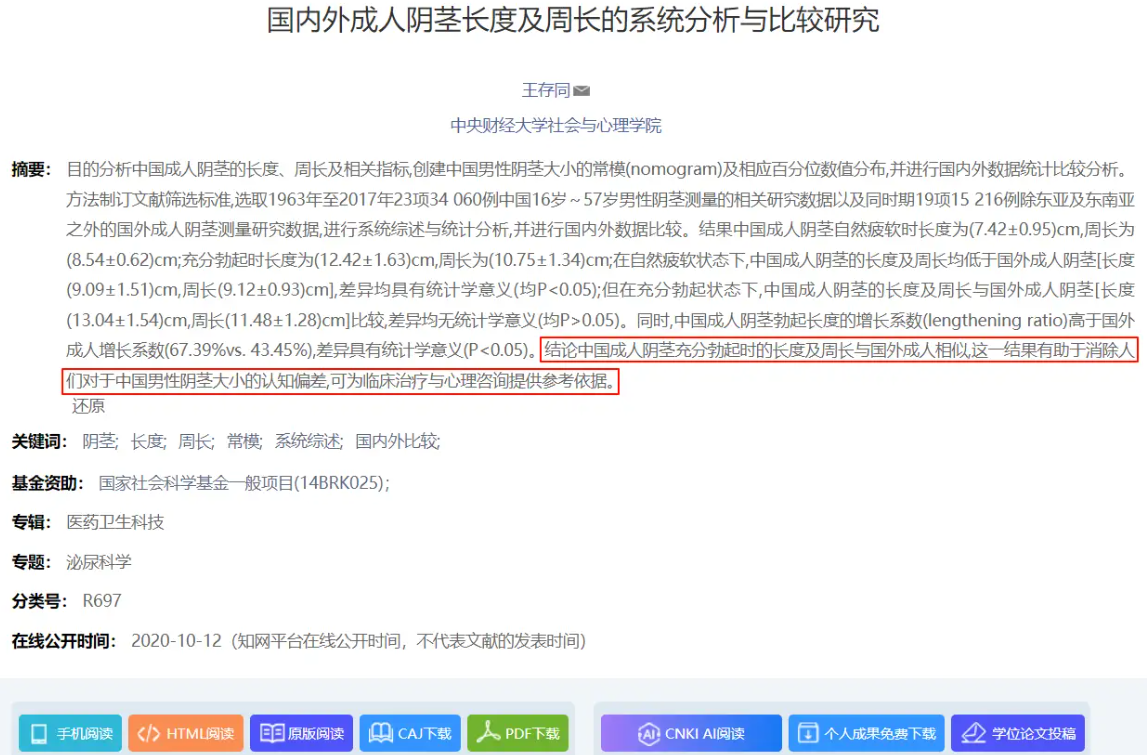 国内外成人阴茎长度及周长的系统分析与比较研究
王存同
中央财经大学社会与心理学院
摘要： 目的分析中国成人阴茎的长度、周长及相关指标,创建中国男性阴茎大小的常模(nomogram)及相应百分位数值分布,并进行国内外数据统计比较分析。
方法制订文献筛选标准,选取1963年至2017年23项34 060例中国16岁～57岁男性阴茎测量的相关研究数据以及同时期19项15 216例除东亚及东南亚
之外的国外成人阴茎测量研究数据,进行系统综述与统计分析,并进行国内外数据比较。结果中国成人阴茎自然疲软时长度为(7.42±0.95)cm,周长为
(8.54±0.62)cm;充分勃起时长度为(12.42±1.63)cm,周长为(10.75±1.34)cm;在自然疲软状态下,中国成人阴茎的长度及周长均低于国外成人阴茎[长度
(9.09±1.51)cm,周长(9.12±0.93)cm],差异均具有统计学意义(均P<0.05);但在充分勃起状态下,中国成人阴茎的长度及周长与国外成人阴茎[长度
(13.04±1.54)cm,周长(11.48±1.28)cm]比较,差异均无统计学意义(均P>0.05)。同时,中国成人阴茎勃起长度的增长系数(lengthening ratio)高于国外
成人增长系数(67.39%vs. 43.45%),差异具有统计学意义(P<0.05)。结论中国成人阴茎充分勃起时的长度及周长与国外成人相似,这一结果有助于消除人
们对于中国男性阴茎大小的认知偏差,可为临床治疗与心理咨询提供参考依据。
还原
关键词： 阴茎; 长度; 周长; 常模; 系统综述; 国内外比较;
基金资助： 国家社会科学基金一般项目(14BRK025);
专辑： 医药卫生科技
专题： 泌尿科学
分类号： R697
在线公开时间： 2020-10-12（知网平台在线公开时间，不代表文献的发表时间）
手机阅读 HTML阅读 原版阅读 CAJ下载 PDF下载 AI CNKI AI阅读 个人成果免费下载 学位论文投稿